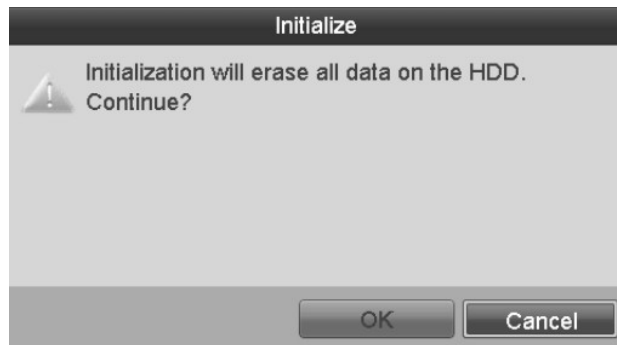 Initialize
Initialization will erase all data on the HDD.
Continue?
OK
Cancel